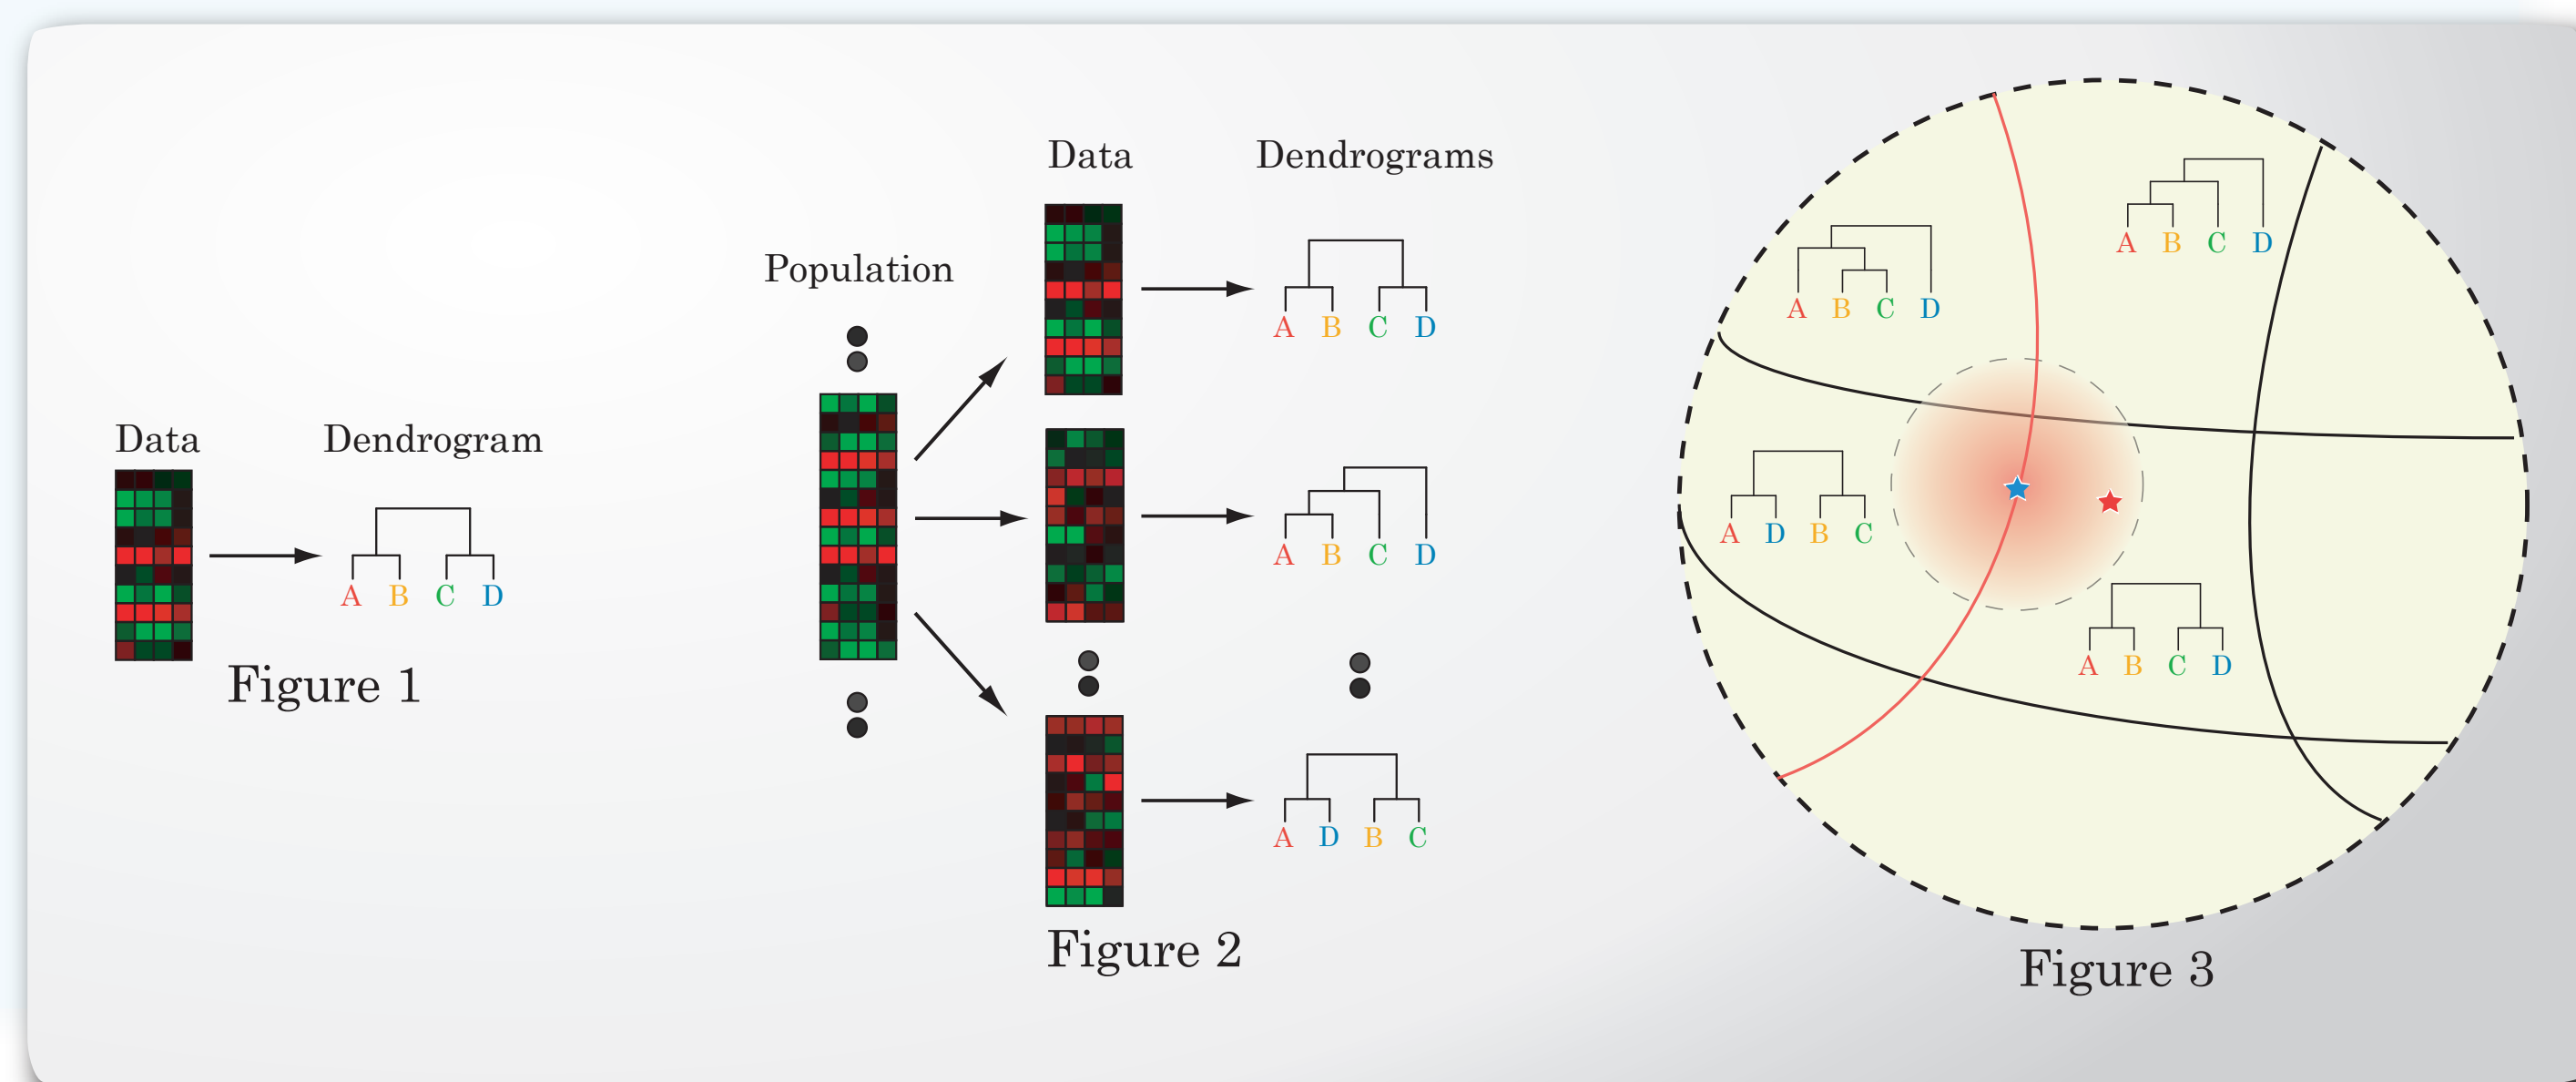 Data
Dendrogram
A B C D
Figure 1
Population
Data
Dendrograms
A B C D
A B C D
A D B C
Figure 2
A B C D
A B C D
A D B C
A B C D
Figure 3